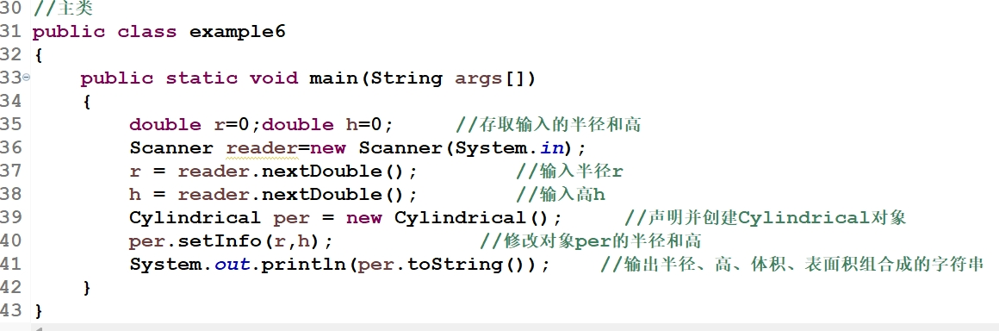 30 //主类
31 public class example6
32 {
33 public static void main(String args[])
34 {
35 double r=0;double h=0; //存取输入的半径和高
36 Scanner reader=new Scanner(System.in);
37 r = reader.nextDouble(); //输入半径r
38 h = reader.nextDouble(); //输入高h
39 Cylindrical per = new Cylindrical(); //声明并创建Cylindrical对象
40 per.setInfo(r,h); //修改对象per的半径和高
41 System.out.println(per.toString()); //输出半径、高、体积、表面积组合成的字符串
42 }
43 }